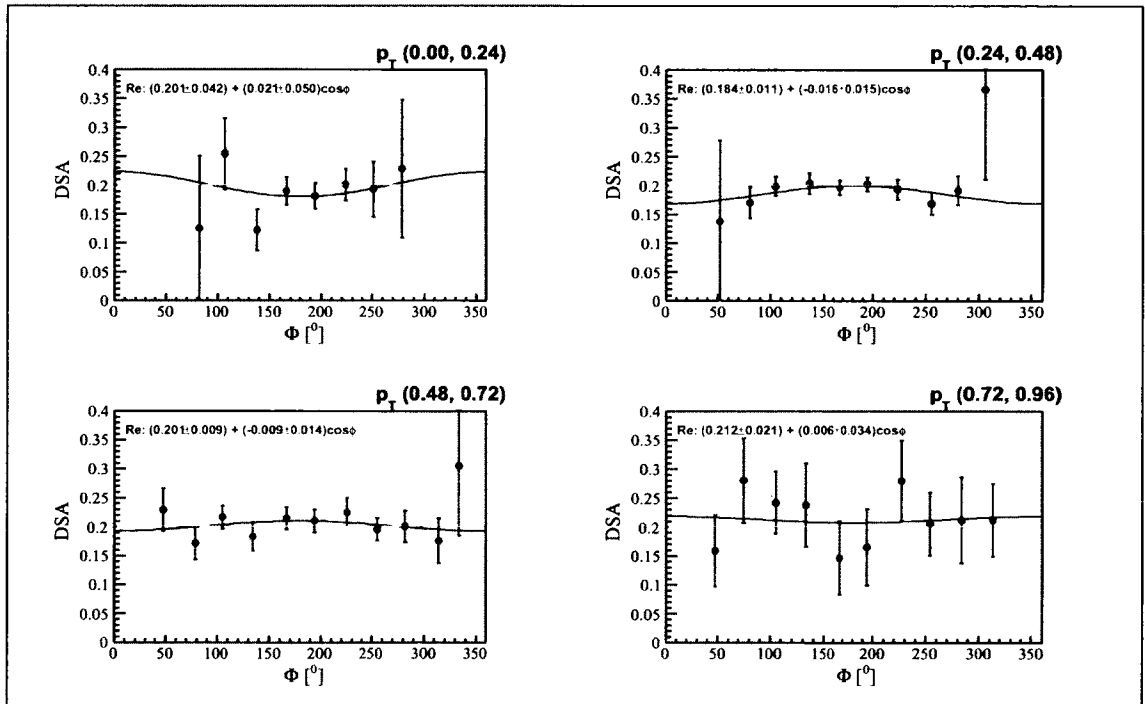 p_T (0.00, 0.24)
Re: (0.201±0.042) + (0.021±0.050)cosϕ
DSA
0.4
0.35
0.3
0.25
0.2
0.15
0.1
0.05
0
0 50 100 150 200 250 300 350
Φ [⁰]
p_T (0.24, 0.48)
Re: (0.184±0.011) + (-0.016·0.015)cosϕ
DSA
0.4
0.35
0.3
0.25
0.2
0.15
0.1
0.05
0
0 50 100 150 200 250 300 350
Φ [⁰]
p_T (0.48, 0.72)
Re: (0.201±0.009) + (-0.009±0.014)cosϕ
DSA
0.4
0.35
0.3
0.25
0.2
0.15
0.1
0.05
0
0 50 100 150 200 250 300 350
Φ [⁰]
p_T (0.72, 0.96)
Re: (0.212±0.021) + (0.006·0.034)cosϕ
DSA
0.4
0.35
0.3
0.25
0.2
0.15
0.1
0.05
0
0 50 100 150 200 250 300 350
Φ [⁰]